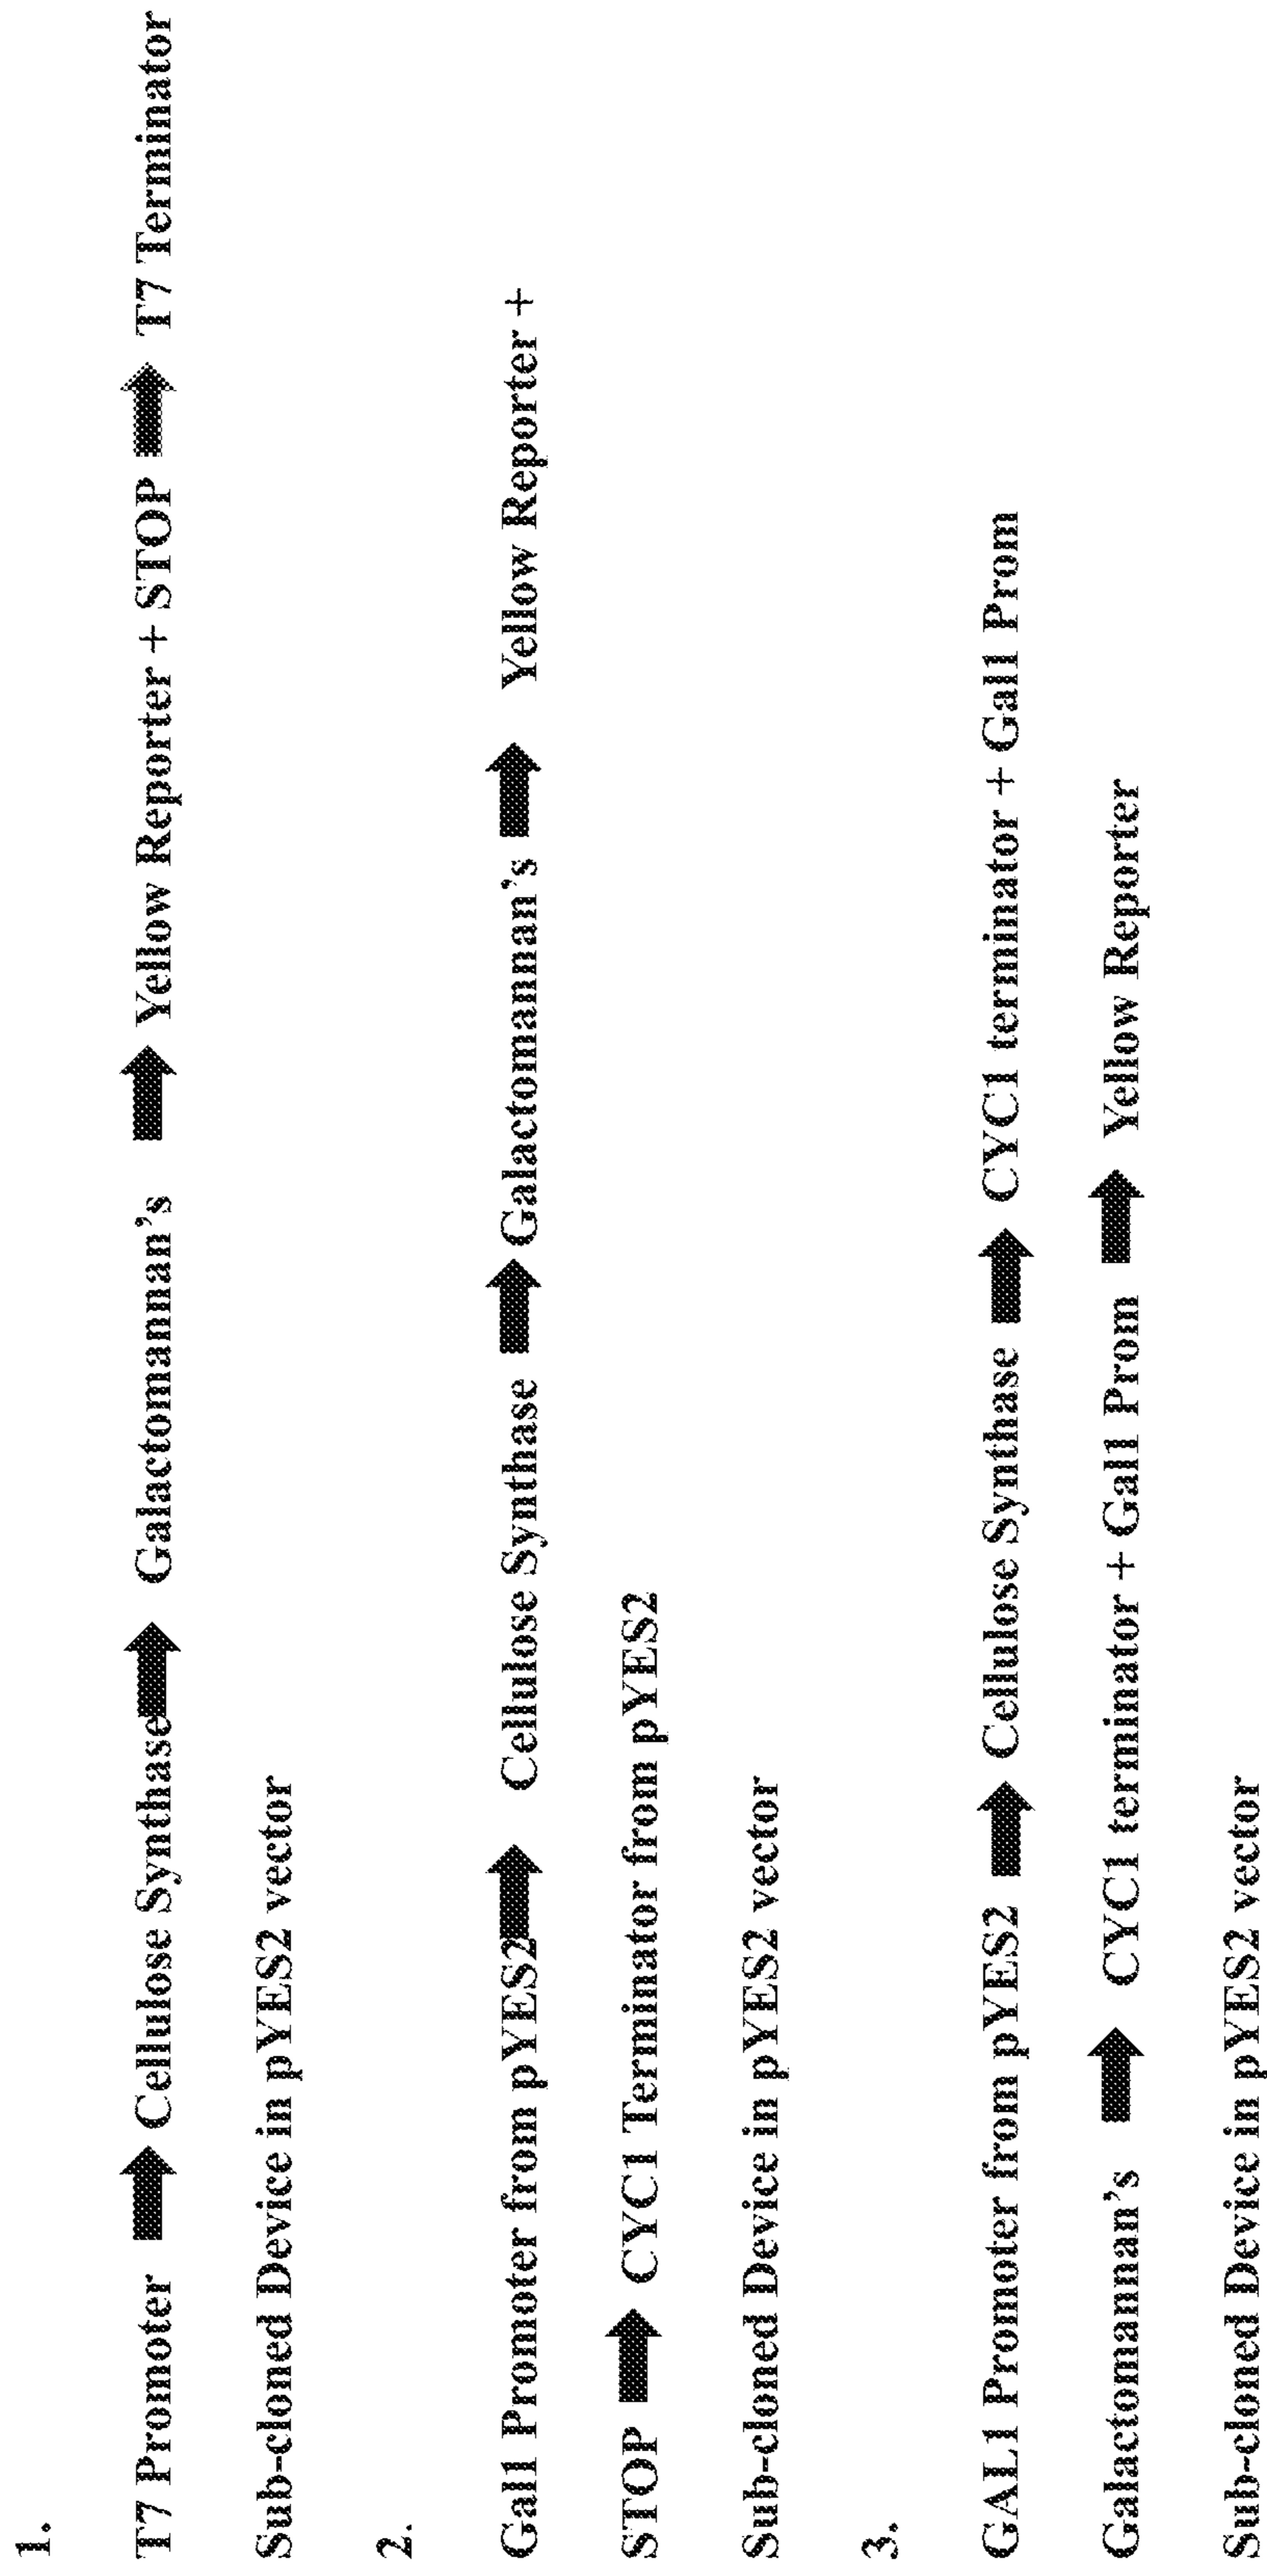 1.
T7 Promoter Cellulose Synthase Galactomannan's Yellow Reporter + STOP T7 Terminator
Sub-cloned Device in pYES2 vector
2.
Gal1 Promoter from pYES2 Cellulose Synthase Galactomannan's Yellow Reporter +
STOP CYC1 Terminator from pYES2
Sub-cloned Device in pYES2 vector
3.
GAL1 Promoter from pYES2 Cellulose Synthase CYC1 terminator + Gal1 Prom
Galactomannan's CYC1 terminator + Gal1 Prom Yellow Reporter
Sub-cloned Device in pYES2 vector